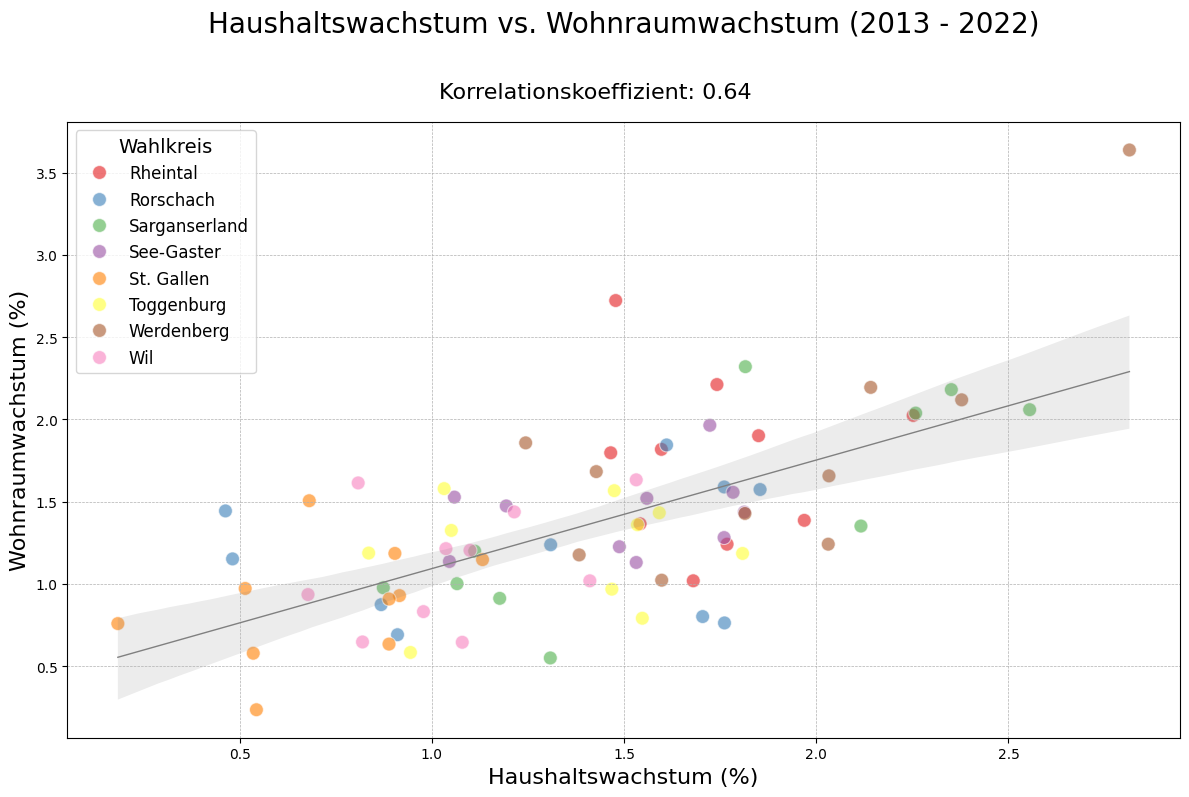 Haushaltswachstum vs. Wohnraumwachstum (2013 - 2022)
Korrelationskoeffizient: 0.64
Wahlkreis
Rheintal
Rorschach
Sarganserland
See-Gaster
St. Gallen
Toggenburg
Werdenberg
Wil
Wohnraumwachstum (%)
3.5
3.0
2.5
2.0
1.5
1.0
0.5
0.5
1.0
1.5
2.0
2.5
Haushaltswachstum (%)